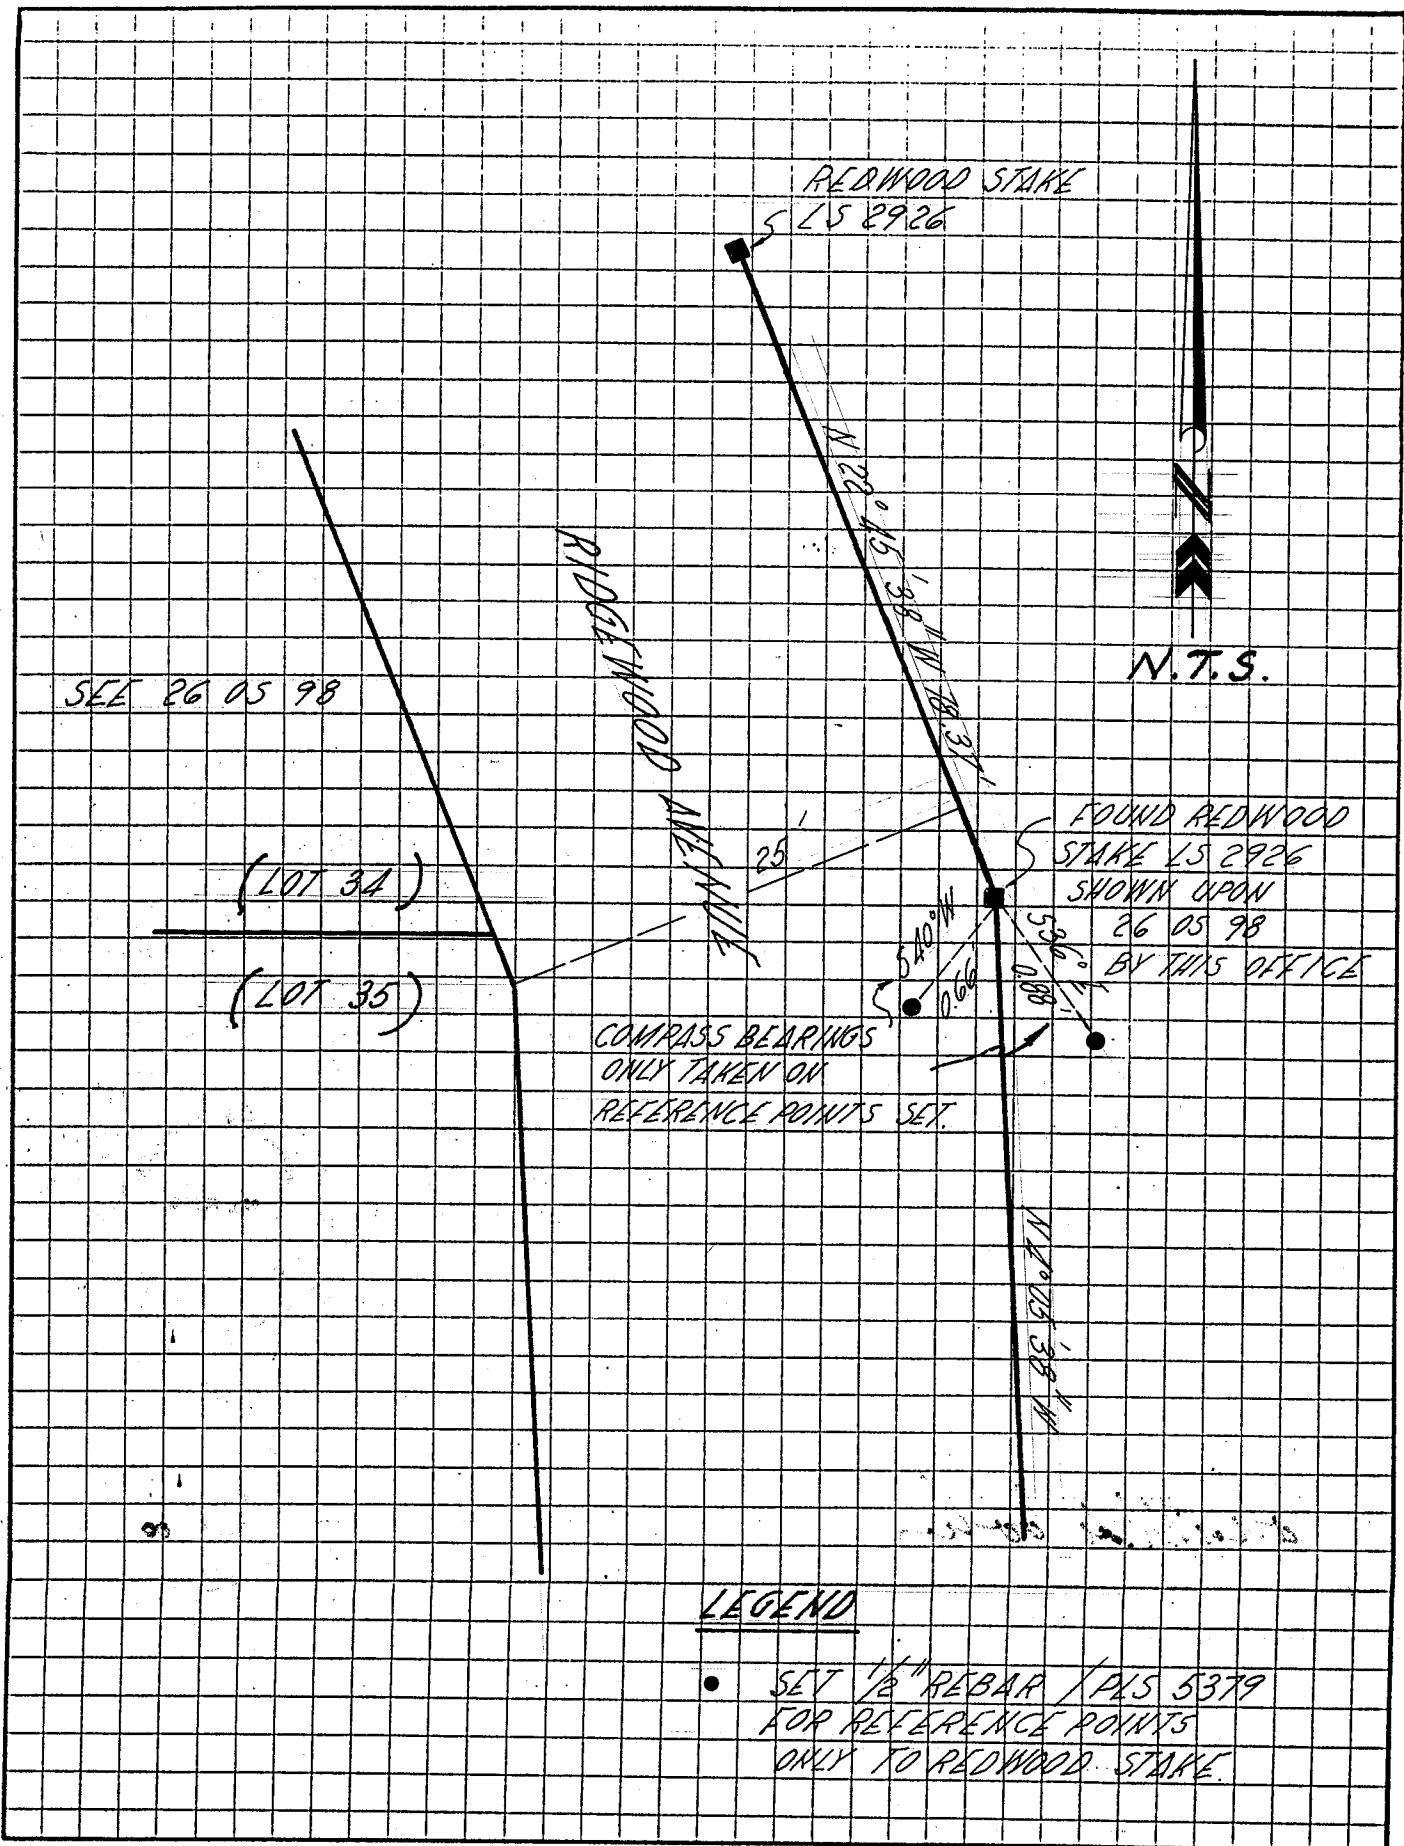 REDWOOD STAKE
LS 2926
N 22° 45' 38" W 78.37'
N.T.S.
SEE 26 OS 98
RIDGEWOOD AVENUE
25'
FOUND REDWOOD
STAKE LS 2926
SHOWN UPON
26 OS 98
BY THIS OFFICE
(LOT 34)
(LOT 35)
S40°W
0.66'
S36°E
0.88'
COMPASS BEARINGS
ONLY TAKEN ON
REFERENCE POINTS SET.
N 2° 05' 38" W
LEGEND
SET 1/2" REBAR / PLS 5379
FOR REFERENCE POINTS
ONLY TO REDWOOD STAKE.